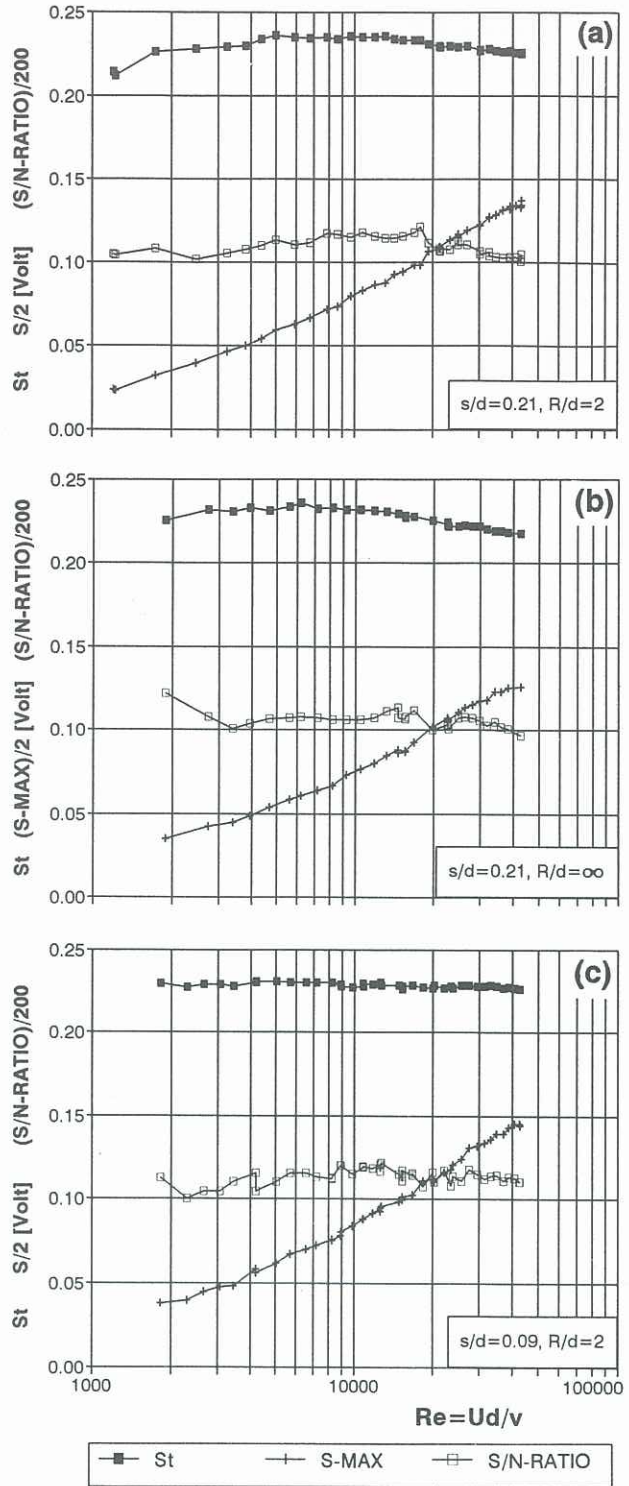 (a)
St S/2 [Volt] (S/N-RATIO)/200
0.25
0.20
0.15
0.10
0.05
0.00
s/d=0.21, R/d=2
(b)
St (S-MAX)/2 [Volt] (S/N-RATIO)/200
0.25
0.20
0.15
0.10
0.05
0.00
s/d=0.21, R/d=∞
(c)
St S/2 [Volt] (S/N-RATIO)/200
0.25
0.20
0.15
0.10
0.05
0.00
s/d=0.09, R/d=2
1000 10000 100000
Re=Ud/v
St S-MAX S/N-RATIO